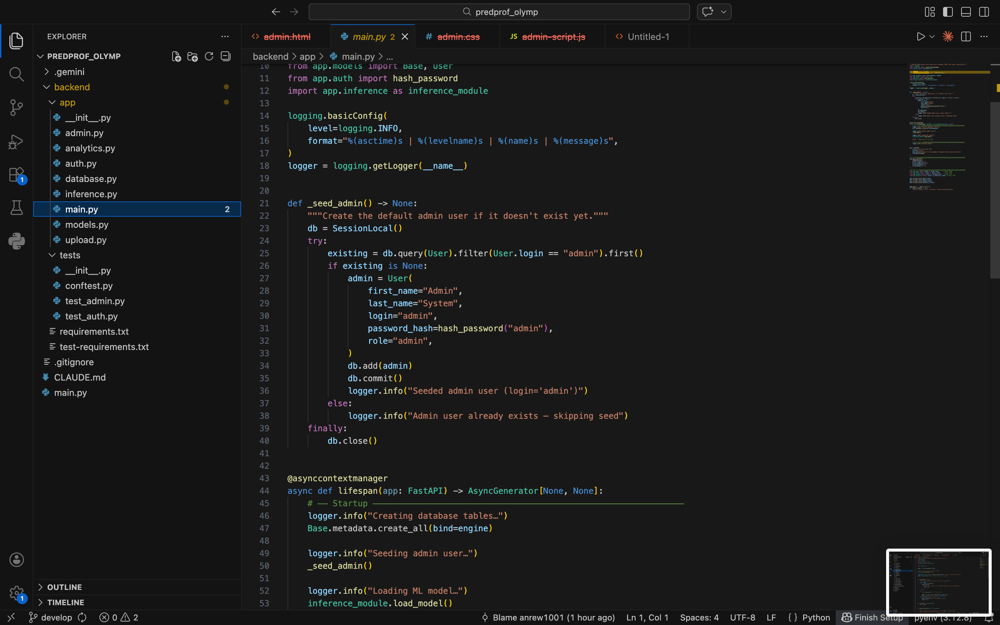 predprof_olymp
EXPLORER
PREDPROF_OLYMP
.gemini
backend
app
__init__.py
admin.py
analytics.py
auth.py
database.py
inference.py
main.py 2
models.py
upload.py
tests
__init__.py
conftest.py
test_admin.py
test_auth.py
requirements.txt
test-requirements.txt
.gitignore
CLAUDE.md
main.py
OUTLINE
TIMELINE
1
1
admin.html
main.py 2
admin.css
JS admin-script.js
Untitled-1
backend > app > main.py > ...
10 from app.models import Base, User
11 from app.auth import hash_password
12 import app.inference as inference_module
13
14 logging.basicConfig(
15     level=logging.INFO,
16     format="%(asctime)s | %(levelname)s | %(name)s | %(message)s",
17 )
18 logger = logging.getLogger(__name__)
19
20
21 def _seed_admin() -> None:
22     """Create the default admin user if it doesn't exist yet."""
23     db = SessionLocal()
24     try:
25         existing = db.query(User).filter(User.login == "admin").first()
26         if existing is None:
27             admin = User(
28                 first_name="Admin",
29                 last_name="System",
30                 login="admin",
31                 password_hash=hash_password("admin"),
32                 role="admin",
33             )
34             db.add(admin)
35             db.commit()
36             logger.info("Seeded admin user (login='admin')")
37         else:
38             logger.info("Admin user already exists — skipping seed")
39     finally:
40         db.close()
41
42
43 @asynccontextmanager
44 async def lifespan(app: FastAPI) -> AsyncGenerator[None, None]:
45     # —— Startup ——————————————————————————————
46     logger.info("Creating database tables…")
47     Base.metadata.create_all(bind=engine)
48
49     logger.info("Seeding admin user…")
50     _seed_admin()
51
52     logger.info("Loading ML model…")
53     inference_module.load_model()
develop 0 2 Blame anrew1001 (1 hour ago) Ln 1, Col 1 Spaces: 4 UTF-8 LF { } Python Finish Setup pyenv (3.12.8)